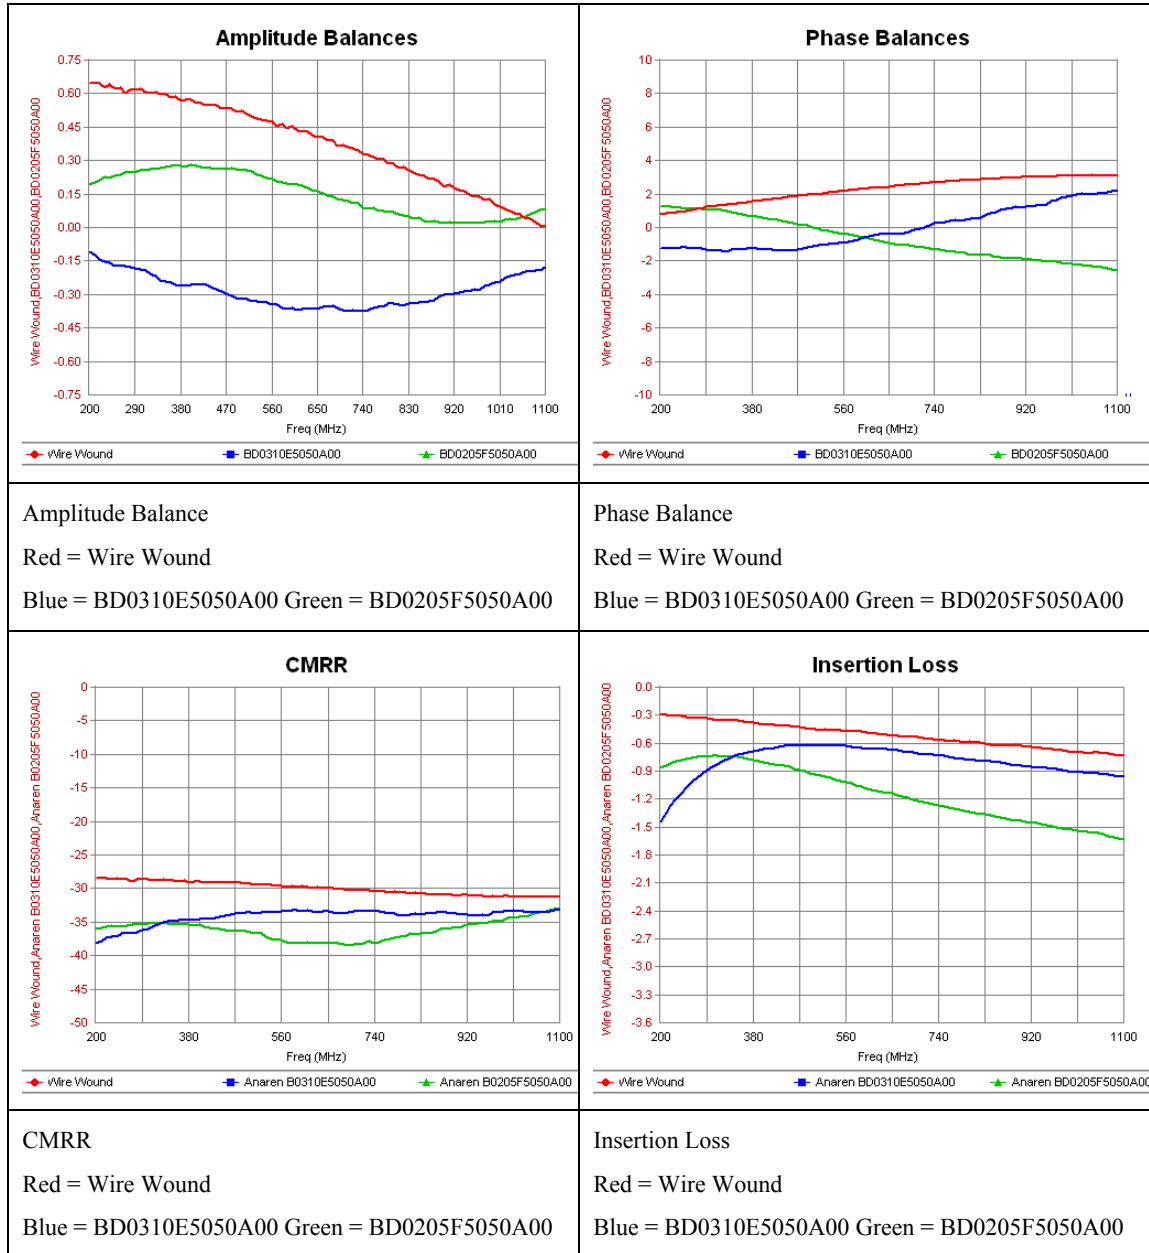 Amplitude Balances
Wire Wound,BD0310E5050A00,BD0205F5050A00
0.75
0.60
0.45
0.30
0.15
0.00
-0.15
-0.30
-0.45
-0.60
-0.75
200 290 380 470 560 650 740 830 920 1010 1100
Freq (MHz)
Wire Wound BD0310E5050A00 BD0205F5050A00
Phase Balances
Wire Wound,BD0310E5050A00,BD0205F5050A00
10
8
6
4
2
0
-2
-4
-6
-8
-10
200 380 560 740 920 1100
Freq (MHz)
Wire Wound BD0310E5050A00 BD0205F5050A00
Amplitude Balance
Red = Wire Wound
Blue = BD0310E5050A00 Green = BD0205F5050A00
Phase Balance
Red = Wire Wound
Blue = BD0310E5050A00 Green = BD0205F5050A00
CMRR
Wire Wound,Anaren B0310E5050A00,Anaren B0205F5050A00
0
-5
-10
-15
-20
-25
-30
-35
-40
-45
-50
200 380 560 740 920 1100
Freq (MHz)
Wire Wound Anaren B0310E5050A00 Anaren B0205F5050A00
Insertion Loss
Wire Wound,Anaren BD0310E5050A00,Anaren BD0205F5050A00
0.0
-0.3
-0.6
-0.9
-1.2
-1.5
-1.8
-2.1
-2.4
-2.7
-3.0
-3.3
-3.6
200 380 560 740 920 1100
Freq (MHz)
Wire Wound Anaren BD0310E5050A00 Anaren BD0205F5050A00
CMRR
Red = Wire Wound
Blue = BD0310E5050A00 Green = BD0205F5050A00
Insertion Loss
Red = Wire Wound
Blue = BD0310E5050A00 Green = BD0205F5050A00